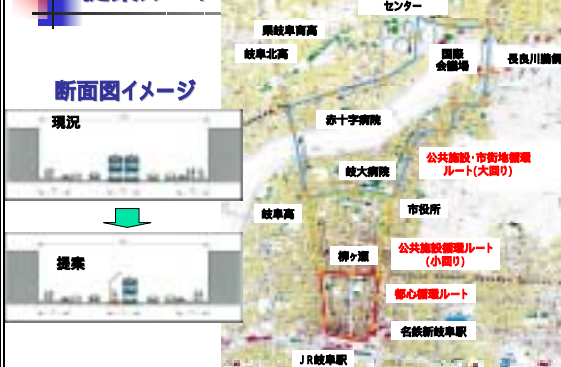 断面図イメージ
現況
提案
センター
県岐阜商高
岐阜北高
国際
会議場
長良川鵜飼
赤十字病院
岐大病院
公共施設・市街地循環
ルート(大回り)
岐阜高
市役所
柳ヶ瀬
公共施設循環ルート
(小回り)
都心循環ルート
名鉄新岐阜駅
JR岐阜駅